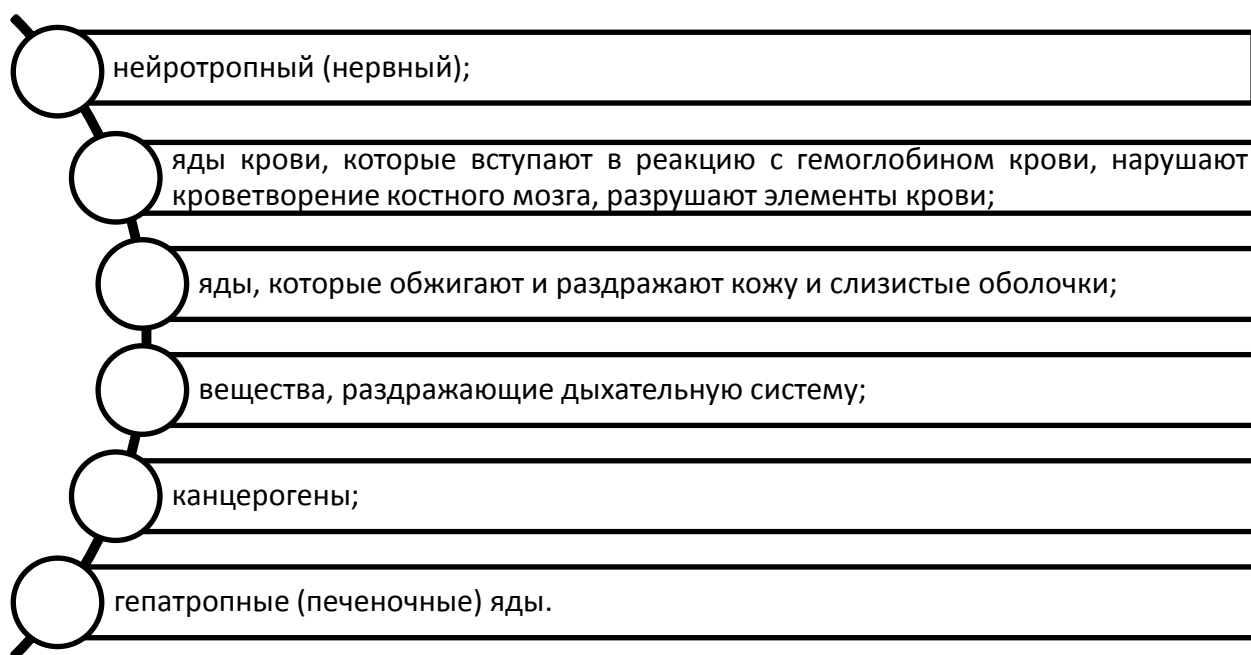 нейротропный (нервный);
яды крови, которые вступают в реакцию с гемоглобином крови, нарушают
кроветворение костного мозга, разрушают элементы крови;
яды, которые обжигают и раздражают кожу и слизистые оболочки;
вещества, раздражающие дыхательную систему;
канцерогены;
гепатропные (печеночные) яды.